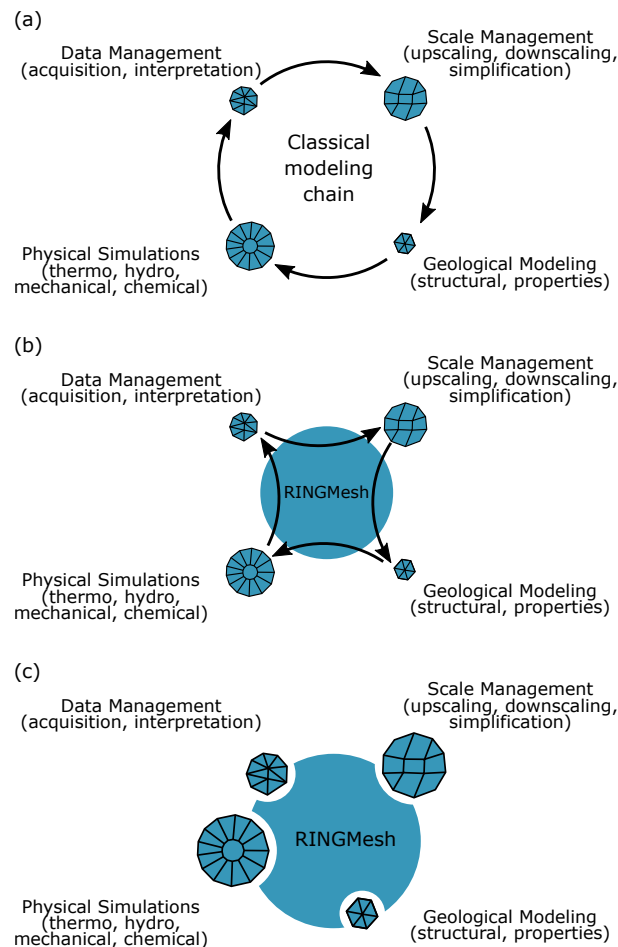 (a)
Data Management
(acquisition, interpretation)
Scale Management
(upscaling, downscaling,
simplification)
Classical
modeling
chain
Physical Simulations
(thermo, hydro,
mechanical, chemical)
Geological Modeling
(structural, properties)
(b)
Data Management
(acquisition, interpretation)
Scale Management
(upscaling, downscaling,
simplification)
RINGMesh
Physical Simulations
(thermo, hydro,
mechanical, chemical)
Geological Modeling
(structural, properties)
(c)
Data Management
(acquisition, interpretation)
Scale Management
(upscaling, downscaling,
simplification)
RINGMesh
Physical Simulations
(thermo, hydro,
mechanical, chemical)
Geological Modeling
(structural, properties)